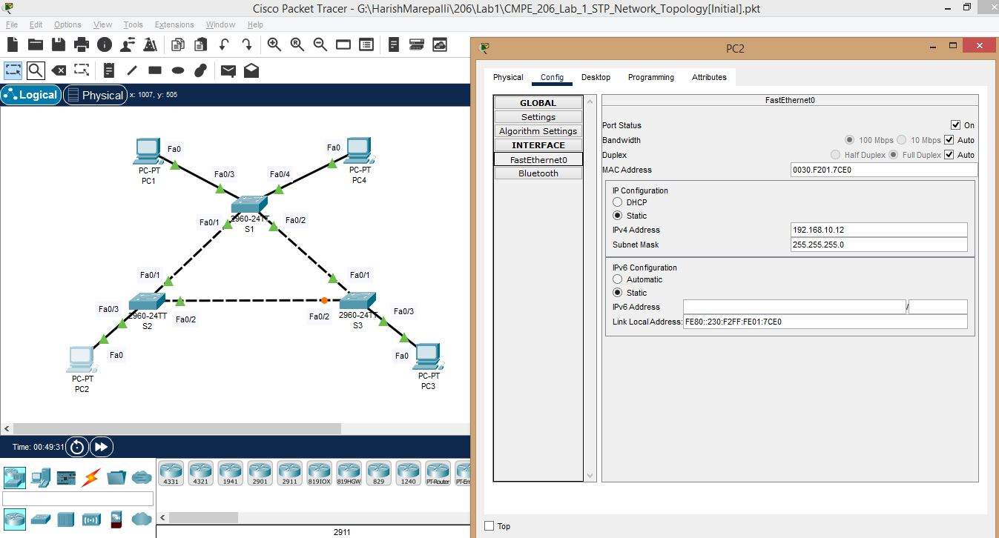 Cisco Packet Tracer - G:\HarishMarepalli\206\Lab1\CMPE_206_Lab_1_STP_Network_Topology[Initial].pkt
File Edit Options View Tools Extensions Window Help
Logical Physical x: 1007, y: 505
Fa0
PC-PT
PC1
Fa0/3
Fa0
PC-PT
PC4
Fa0/4
Fa0/1
2960-24TT
S1
Fa0/2
Fa0/1
2960-24TT
S2
Fa0/2
Fa0/3
Fa0/1
Fa0/2
2960-24TT
S3
Fa0/3
Fa0
PC-PT
PC2
Fa0
PC-PT
PC3
Time: 00:49:31
4331 4321 1941 2901 2911 819IOX 819HGW 829 1240 PT-Router PT-Em
2911
PC2
Physical Config Desktop Programming Attributes
GLOBAL
Settings
Algorithm Settings
INTERFACE
FastEthernet0
Bluetooth
FastEthernet0
Port Status On
Bandwidth 100 Mbps 10 Mbps Auto
Duplex Half Duplex Full Duplex Auto
MAC Address 0030.F201.7CE0
IP Configuration
DHCP
Static
IPv4 Address 192.168.10.12
Subnet Mask 255.255.255.0
IPv6 Configuration
Automatic
Static
IPv6 Address /
Link Local Address: FE80::230:F2FF:FE01:7CE0
Top